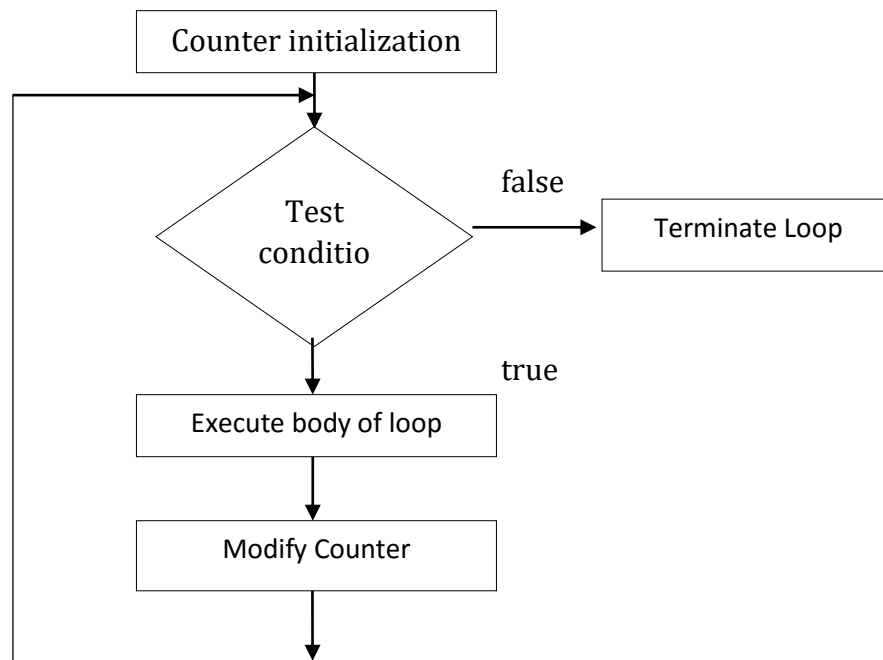 Counter initialization
false
Test
conditio
Terminate Loop
true
Execute body of loop
Modify Counter